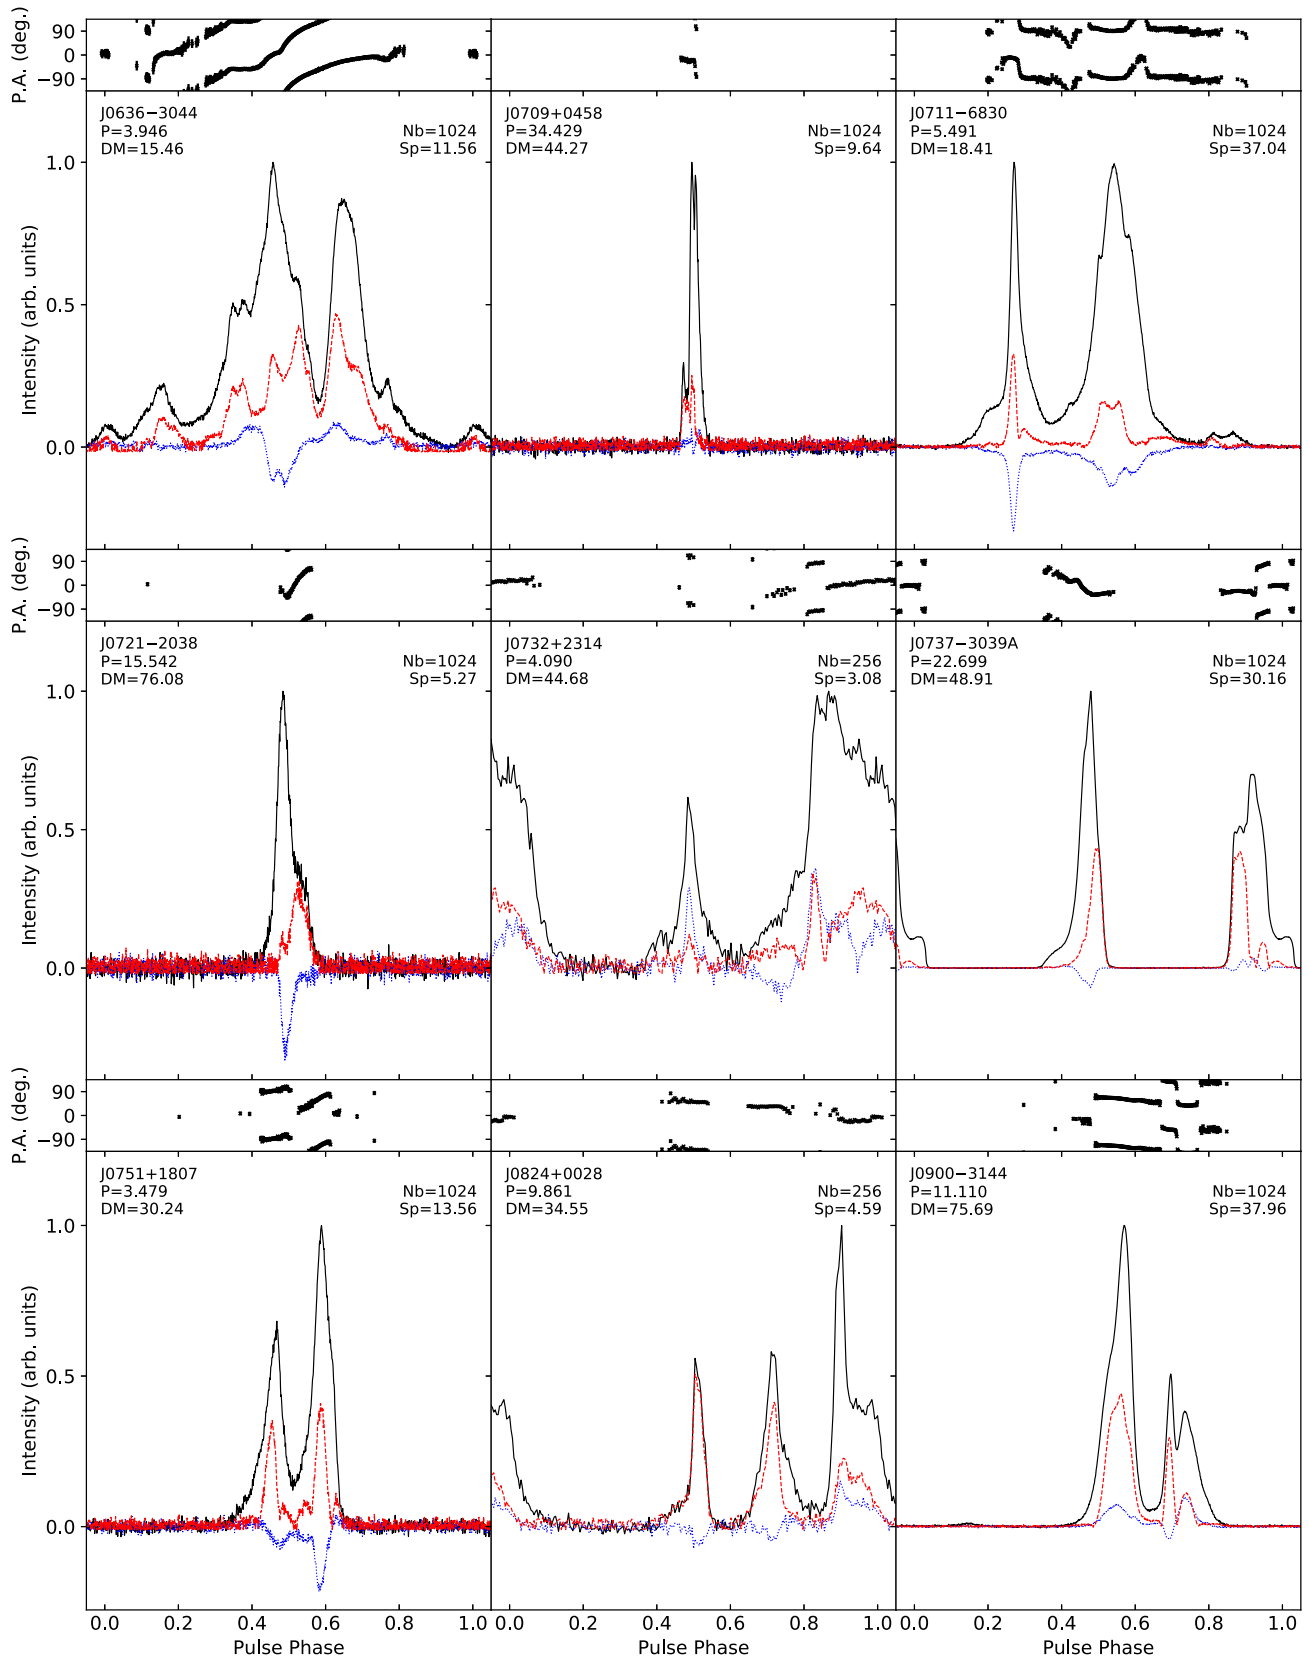 P.A. (deg.)
90
0
−90
J0636−3044
P=3.946
DM=15.46
Nb=1024
Sp=11.56
J0709+0458
P=34.429
DM=44.27
Nb=1024
Sp=9.64
J0711−6830
P=5.491
DM=18.41
Nb=1024
Sp=37.04
Intensity (arb. units)
1.0
0.5
0.0
0.0 0.2 0.4 0.6 0.8 1.0
0.0 0.2 0.4 0.6 0.8 1.0
0.0 0.2 0.4 0.6 0.8 1.0
P.A. (deg.)
90
0
−90
J0721−2038
P=15.542
DM=76.08
Nb=1024
Sp=5.27
J0732+2314
P=4.090
DM=44.68
Nb=256
Sp=3.08
J0737−3039A
P=22.699
DM=48.91
Nb=1024
Sp=30.16
Intensity (arb. units)
1.0
0.5
0.0
P.A. (deg.)
90
0
−90
J0751+1807
P=3.479
DM=30.24
Nb=1024
Sp=13.56
J0824+0028
P=9.861
DM=34.55
Nb=256
Sp=4.59
J0900−3144
P=11.110
DM=75.69
Nb=1024
Sp=37.96
Intensity (arb. units)
1.0
0.5
0.0
Pulse Phase
Pulse Phase
Pulse Phase